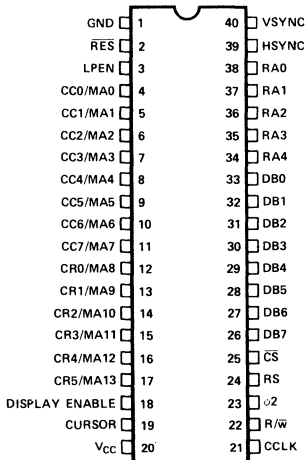 GND 1 40 VSYNC
RES 2 39 HSYNC
LPEN 3 38 RA0
CC0/MA0 4 37 RA1
CC1/MA1 5 36 RA2
CC2/MA2 6 35 RA3
CC3/MA3 7 34 RA4
CC4/MA4 8 33 DB0
CC5/MA5 9 32 DB1
CC6/MA6 10 31 DB2
CC7/MA7 11 30 DB3
CR0/MA8 12 29 DB4
CR1/MA9 13 28 DB5
CR2/MA10 14 27 DB6
CR3/MA11 15 26 DB7
CR4/MA12 16 25 CS
CR5/MA13 17 24 RS
DISPLAY ENABLE 18 23 ○2
CURSOR 19 22 R/w
VCC 20 21 CCLK